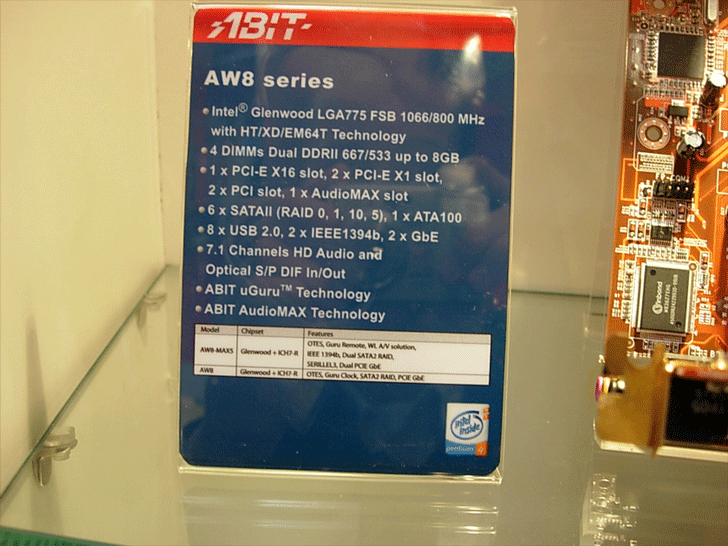 ABIT
AW8 series
• Intel® Glenwood LGA775 FSB 1066/800 MHz
with HT/XD/EM64T Technology
• 4 DIMMs Dual DDRII 667/533 up to 8GB
• 1 x PCI-E X16 slot, 2 x PCI-E X1 slot,
2 x PCI slot, 1 x AudioMAX slot
• 6 x SATAII (RAID 0, 1, 10, 5), 1 x ATA100
• 8 x USB 2.0, 2 x IEEE1394b, 2 x GbE
• 7.1 Channels HD Audio and
Optical S/P DIF In/Out
• ABIT uGuru™ Technology
• ABIT AudioMAX Technology
Model Chipset Features
AW8-MAXS Glenwood + ICH7-R OTES, Guru Remote, WL A/V solution,
IEEE 1394b, Dual SATA2 RAID,
SERILLEL3, Dual PCIE GbE
AW8 Glenwood + ICH7-R OTES, Guru Clock, SATA2 RAID, PCIE GbE
intel
inside
pentium 4
Winbond
COM